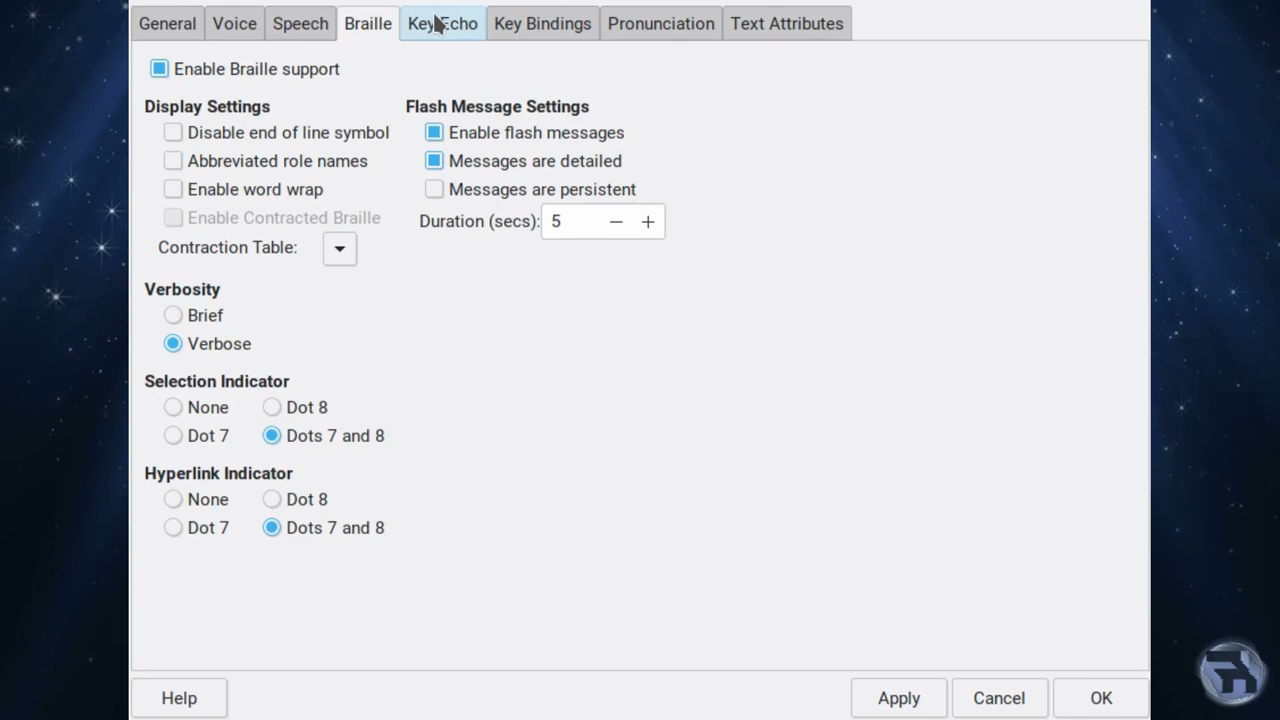 General Voice Speech Braille Key Echo Key Bindings Pronunciation Text Attributes
Enable Braille support
Display Settings
Disable end of line symbol
Abbreviated role names
Enable word wrap
Enable Contracted Braille
Contraction Table:
Flash Message Settings
Enable flash messages
Messages are detailed
Messages are persistent
Duration (secs): 5
Verbosity
Brief
Verbose
Selection Indicator
None Dot 8
Dot 7 Dots 7 and 8
Hyperlink Indicator
None Dot 8
Dot 7 Dots 7 and 8
Help Apply Cancel OK